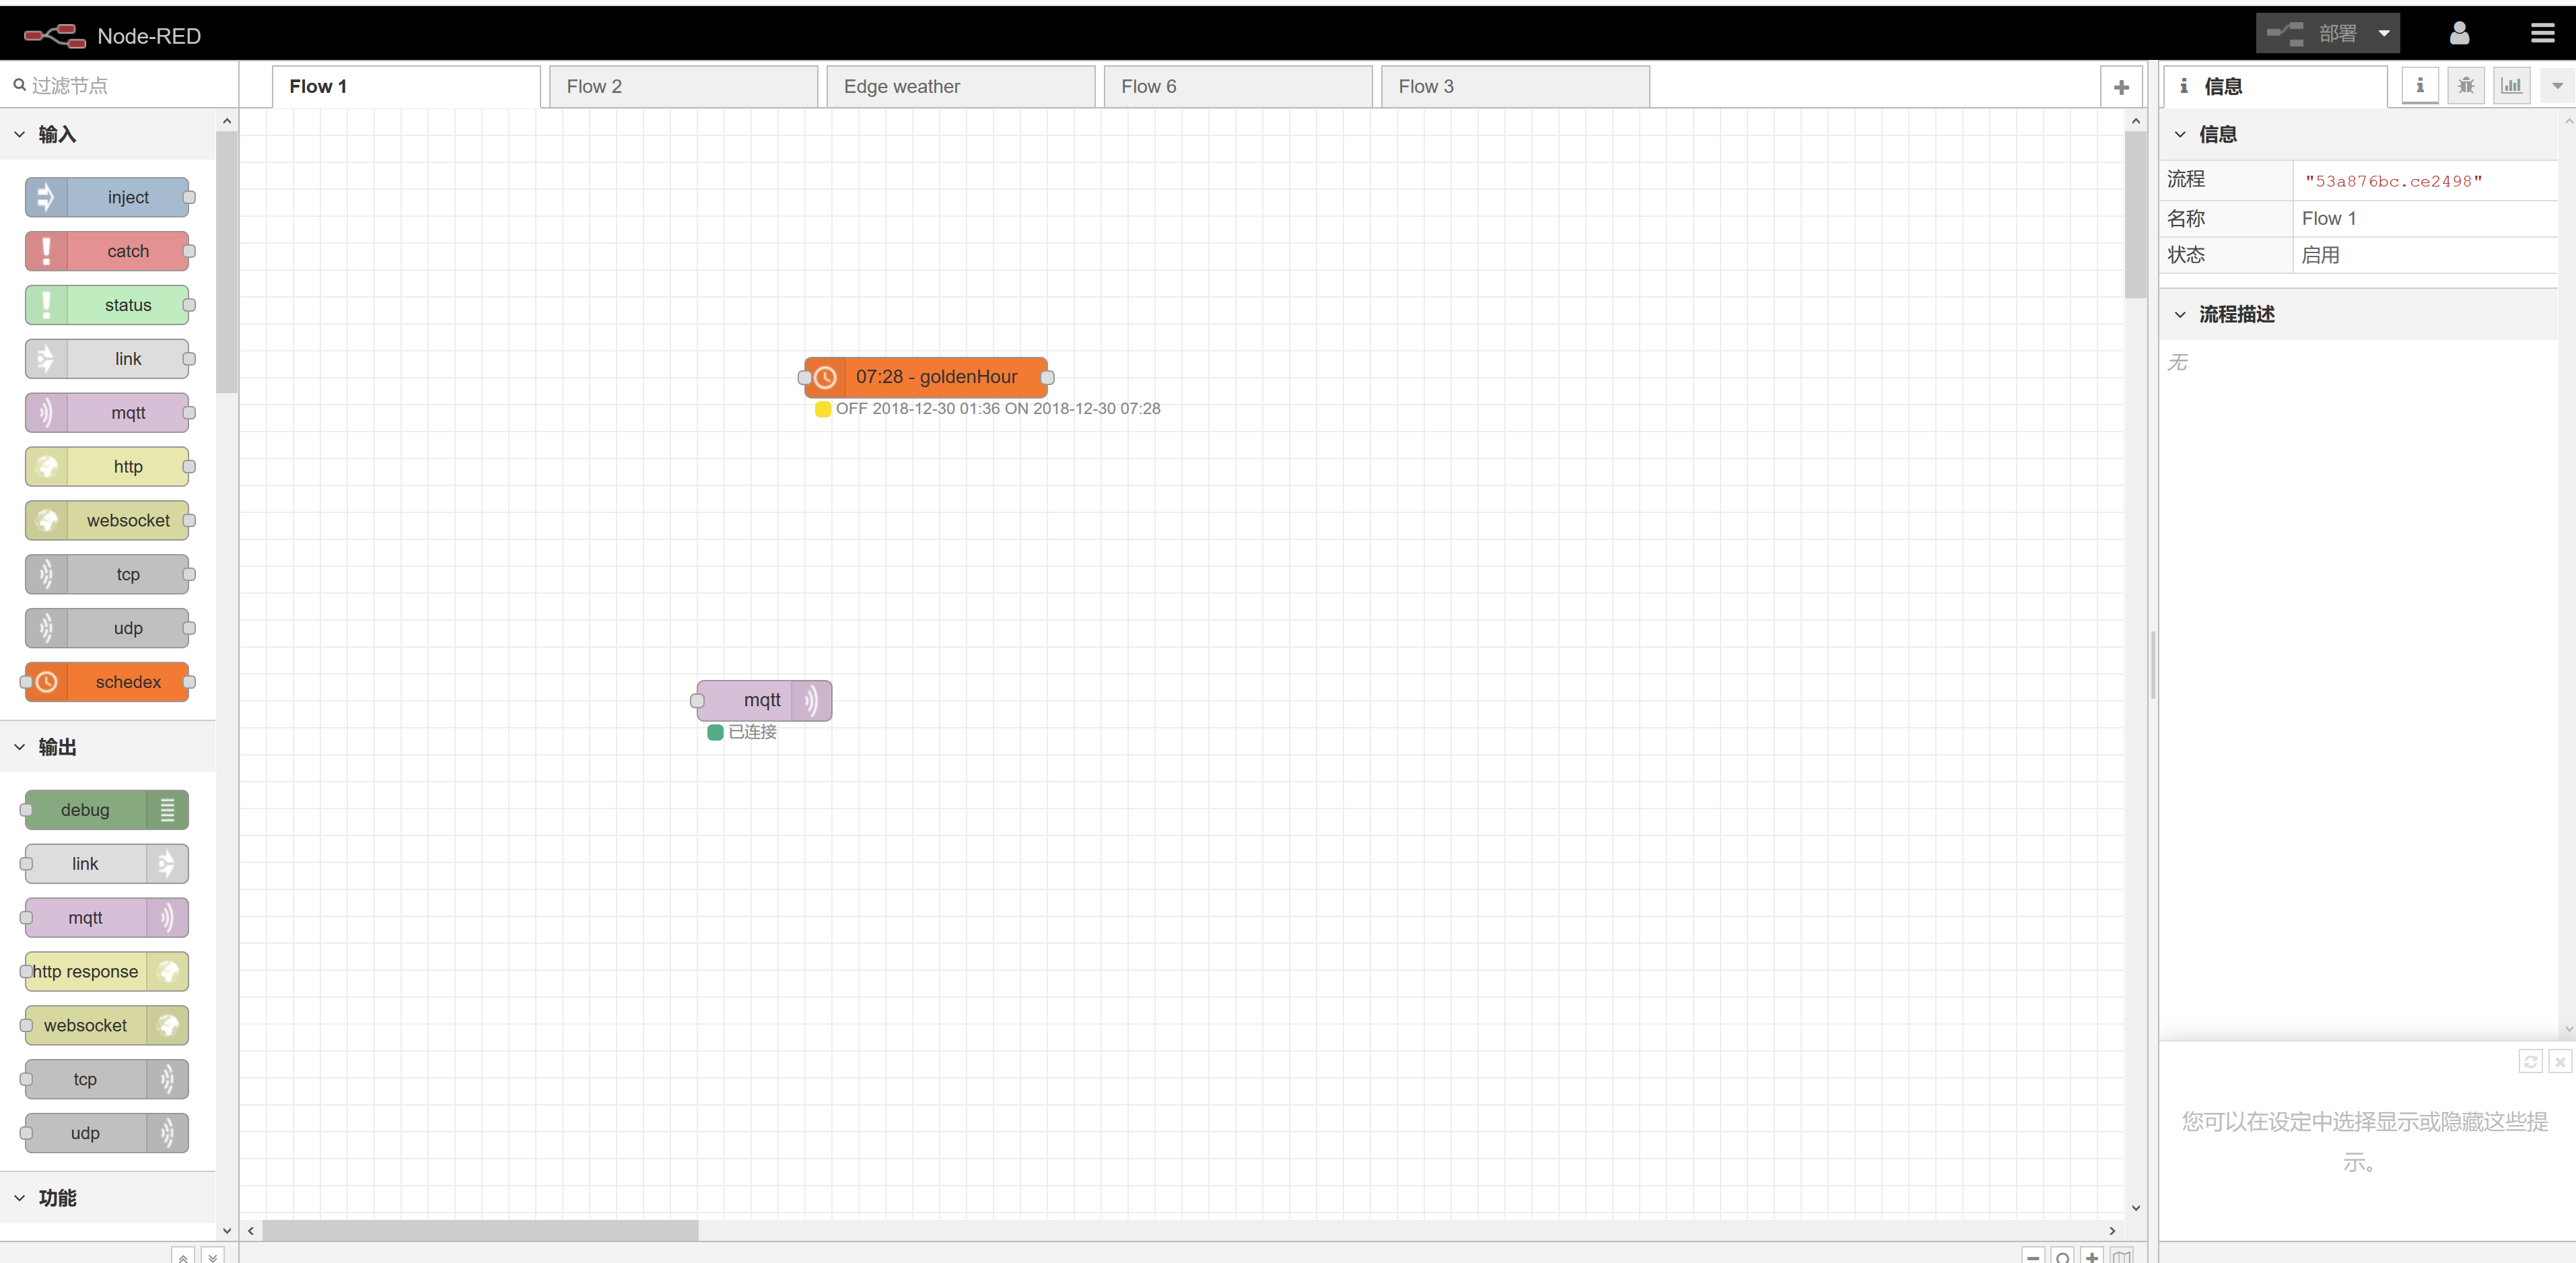 Node-RED
部署
过滤节点
Flow 1
Flow 2
Edge weather
Flow 6
Flow 3
信息
输入
inject
catch
status
link
mqtt
http
websocket
tcp
udp
schedex
输出
debug
link
mqtt
http response
websocket
tcp
udp
功能
07:28 - goldenHour
OFF 2018-12-30 01:36 ON 2018-12-30 07:28
mqtt
已连接
信息
流程 "53a876bc.ce2498"
名称 Flow 1
状态 启用
流程描述
无
您可以在设定中选择显示或隐藏这些提
示。